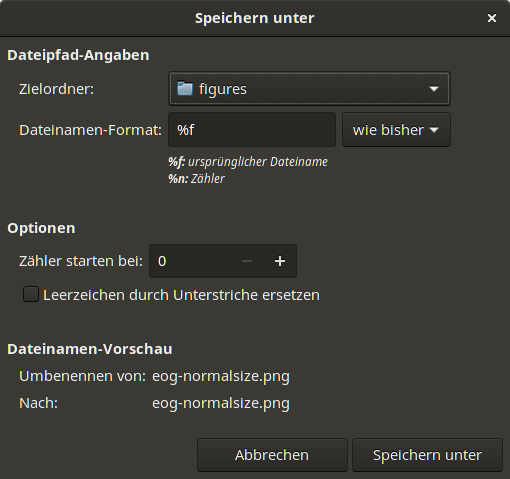 Speichern unter
Dateipfad-Angaben
Zielordner: figures
Dateinamen-Format: %f wie bisher
%f: ursprünglicher Dateiname
%n: Zähler
Optionen
Zähler starten bei: 0
Leerzeichen durch Unterstriche ersetzen
Dateinamen-Vorschau
Umbenennen von: eog-normalsize.png
Nach: eog-normalsize.png
Abbrechen Speichern unter